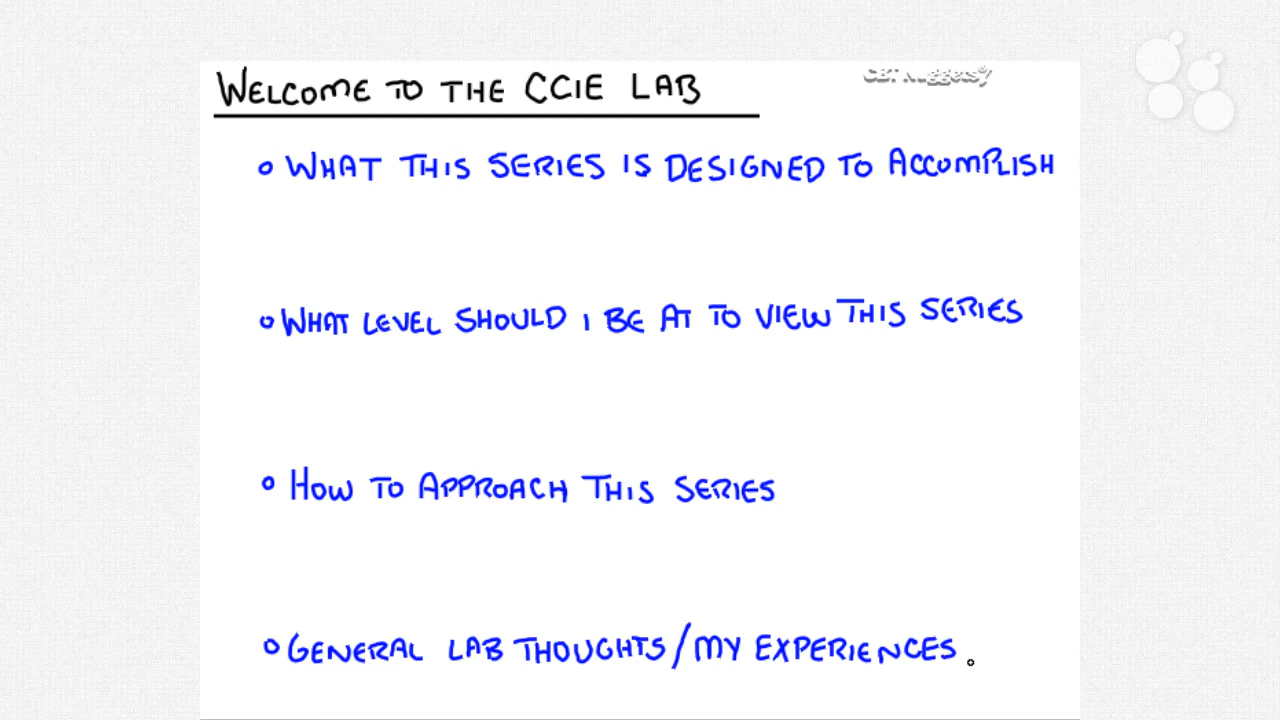 WELCOME TO THE CCIE LAB
CBT Nuggets
WHAT THIS SERIES IS DESIGNED TO ACCOMPLISH
WHAT LEVEL SHOULD I BE AT TO VIEW THIS SERIES
HOW TO APPROACH THIS SERIES
GENERAL LAB THOUGHTS/MY EXPERIENCES